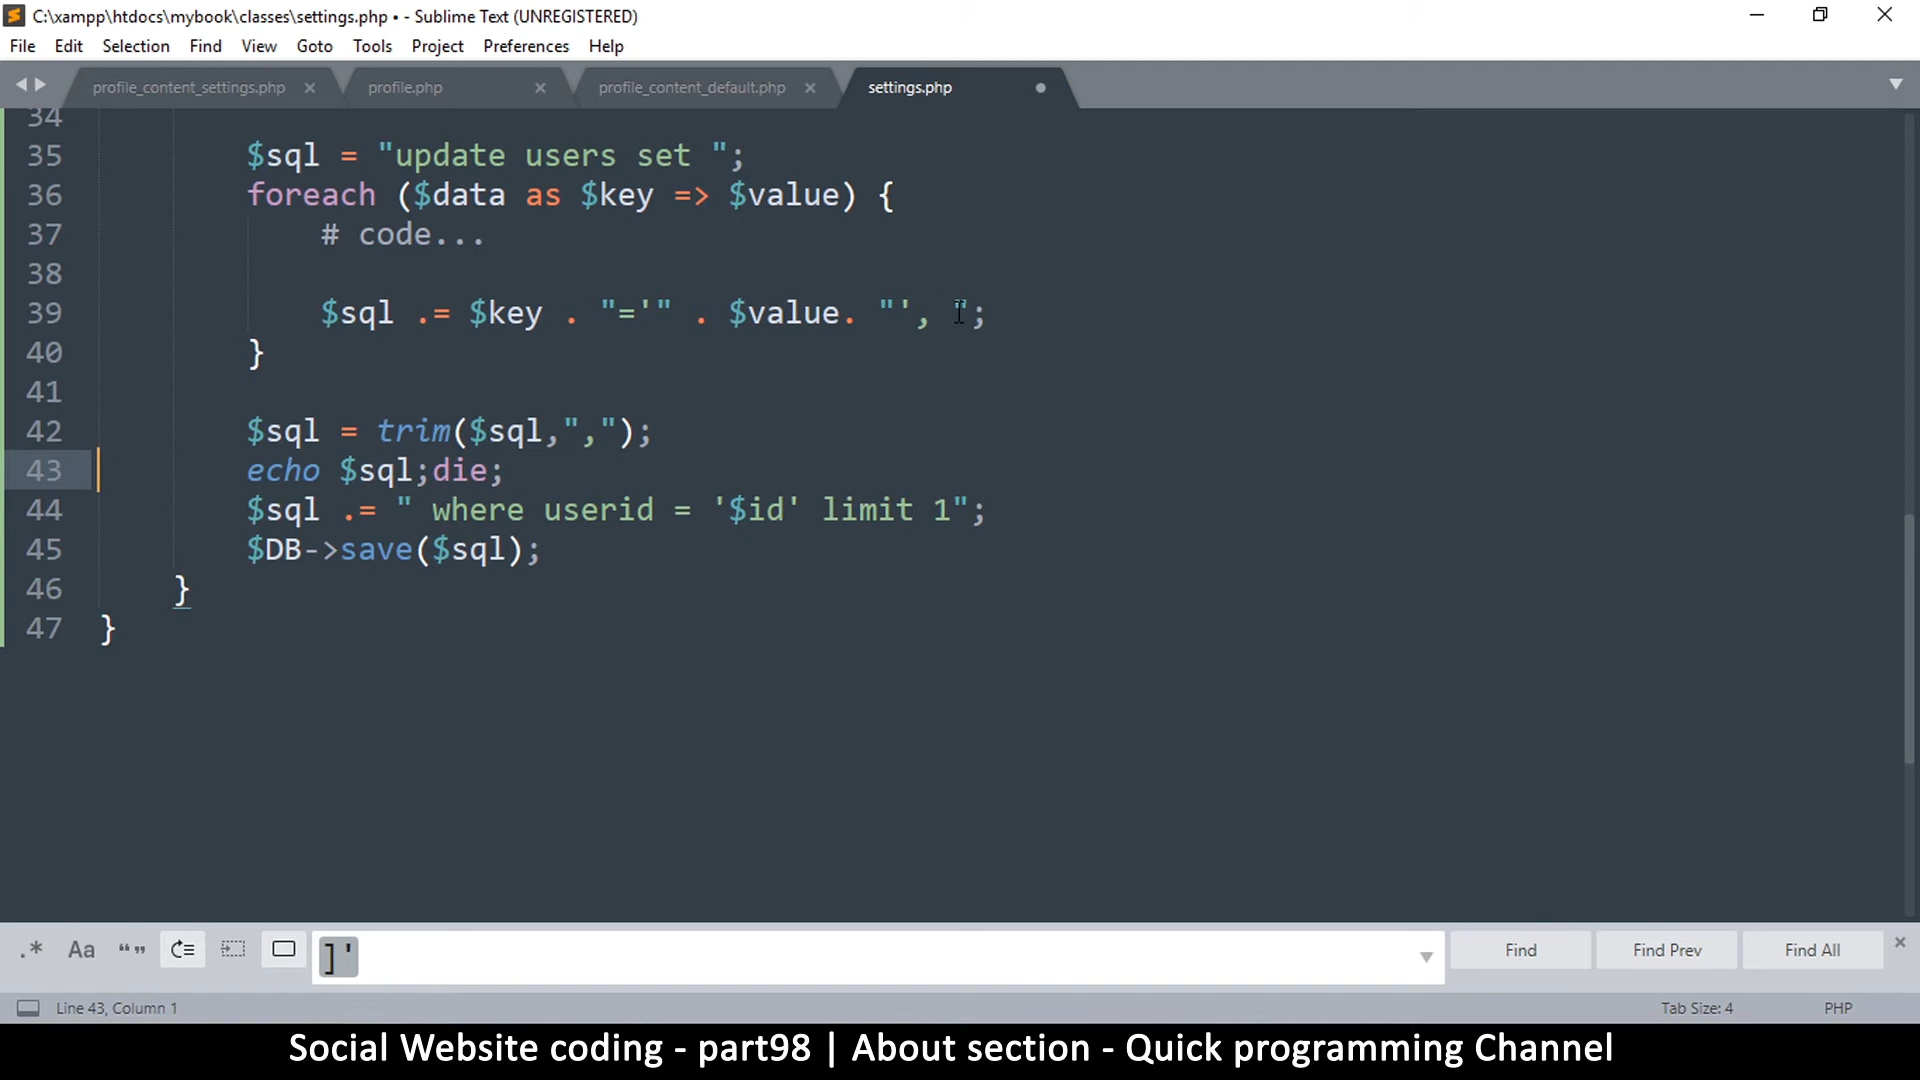 C:\xampp\htdocs\mybook\classes\settings.php • - Sublime Text (UNREGISTERED)
File Edit Selection Find View Goto Tools Project Preferences Help
profile_content_settings.php × profile.php × profile_content_default.php × settings.php
34
35 $sql = "update users set ";
36 foreach ($data as $key => $value) {
37 # code...
38
39 $sql .= $key . "='" . $value. "', ";
40 }
41
42 $sql = trim($sql,",");
43 echo $sql;die;
44 $sql .= " where userid = '$id' limit 1";
45 $DB->save($sql);
46 }
47 }
.* Aa “” ]' Find Find Prev Find All ×
Line 43, Column 1 Tab Size: 4 PHP
Social Website coding - part98 | About section - Quick programming Channel